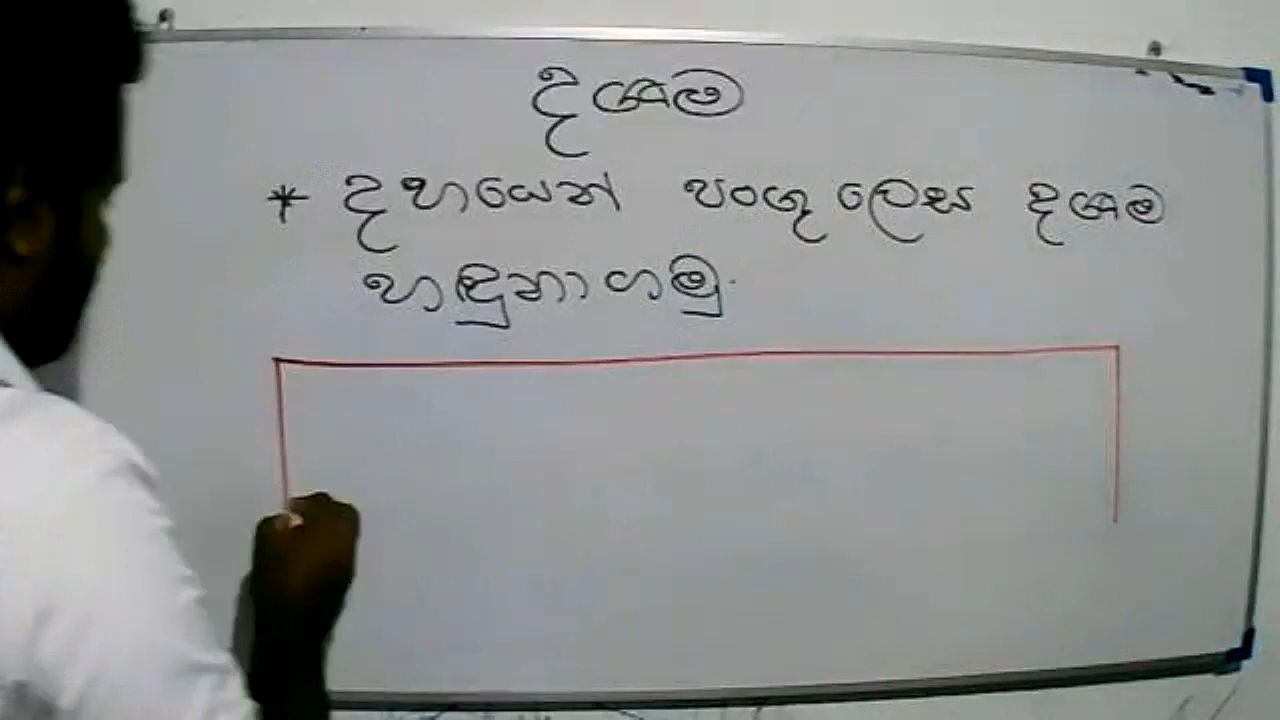 දශම
* දහයෙන් පංගු ලෙස දශම
හඳුනා ගමු.